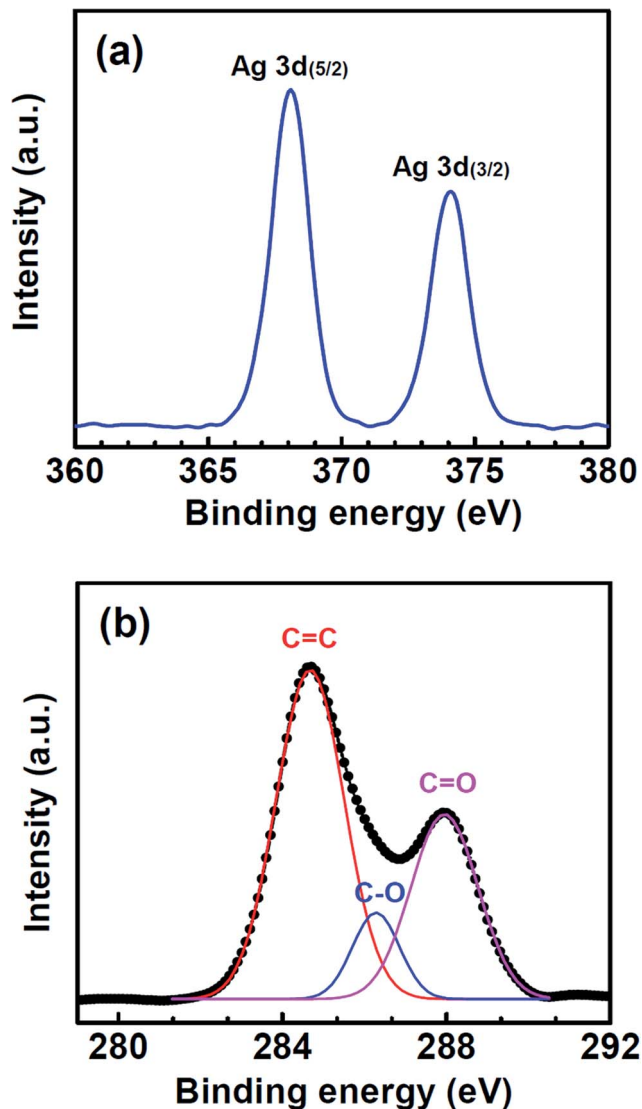 (a)
Ag 3d(5/2)
Ag 3d(3/2)
Intensity (a.u.)
360 365 370 375 380
Binding energy (eV)
(b)
C=C
C=O
C-O
Intensity (a.u.)
280 284 288 292
Binding energy (eV)